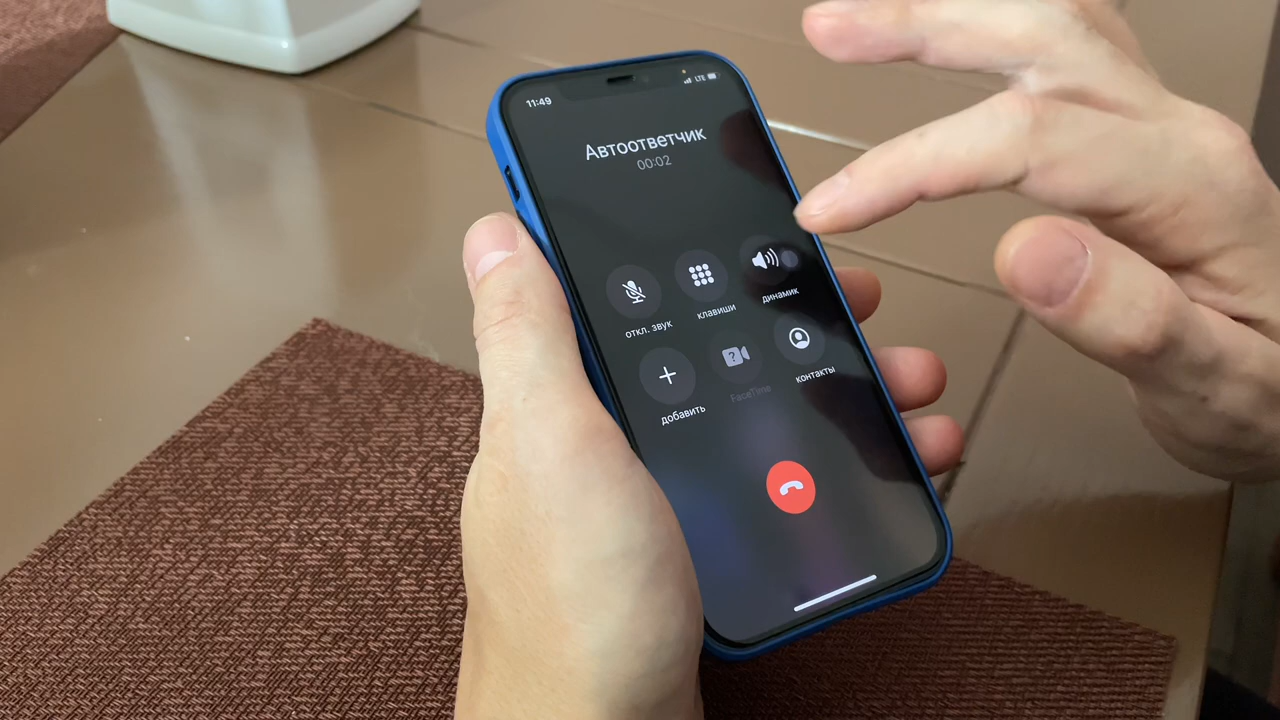 11:49
LTE
Автоответчик
00:02
откл. звук
клавиши
динамик
добавить
FaceTime
контакты